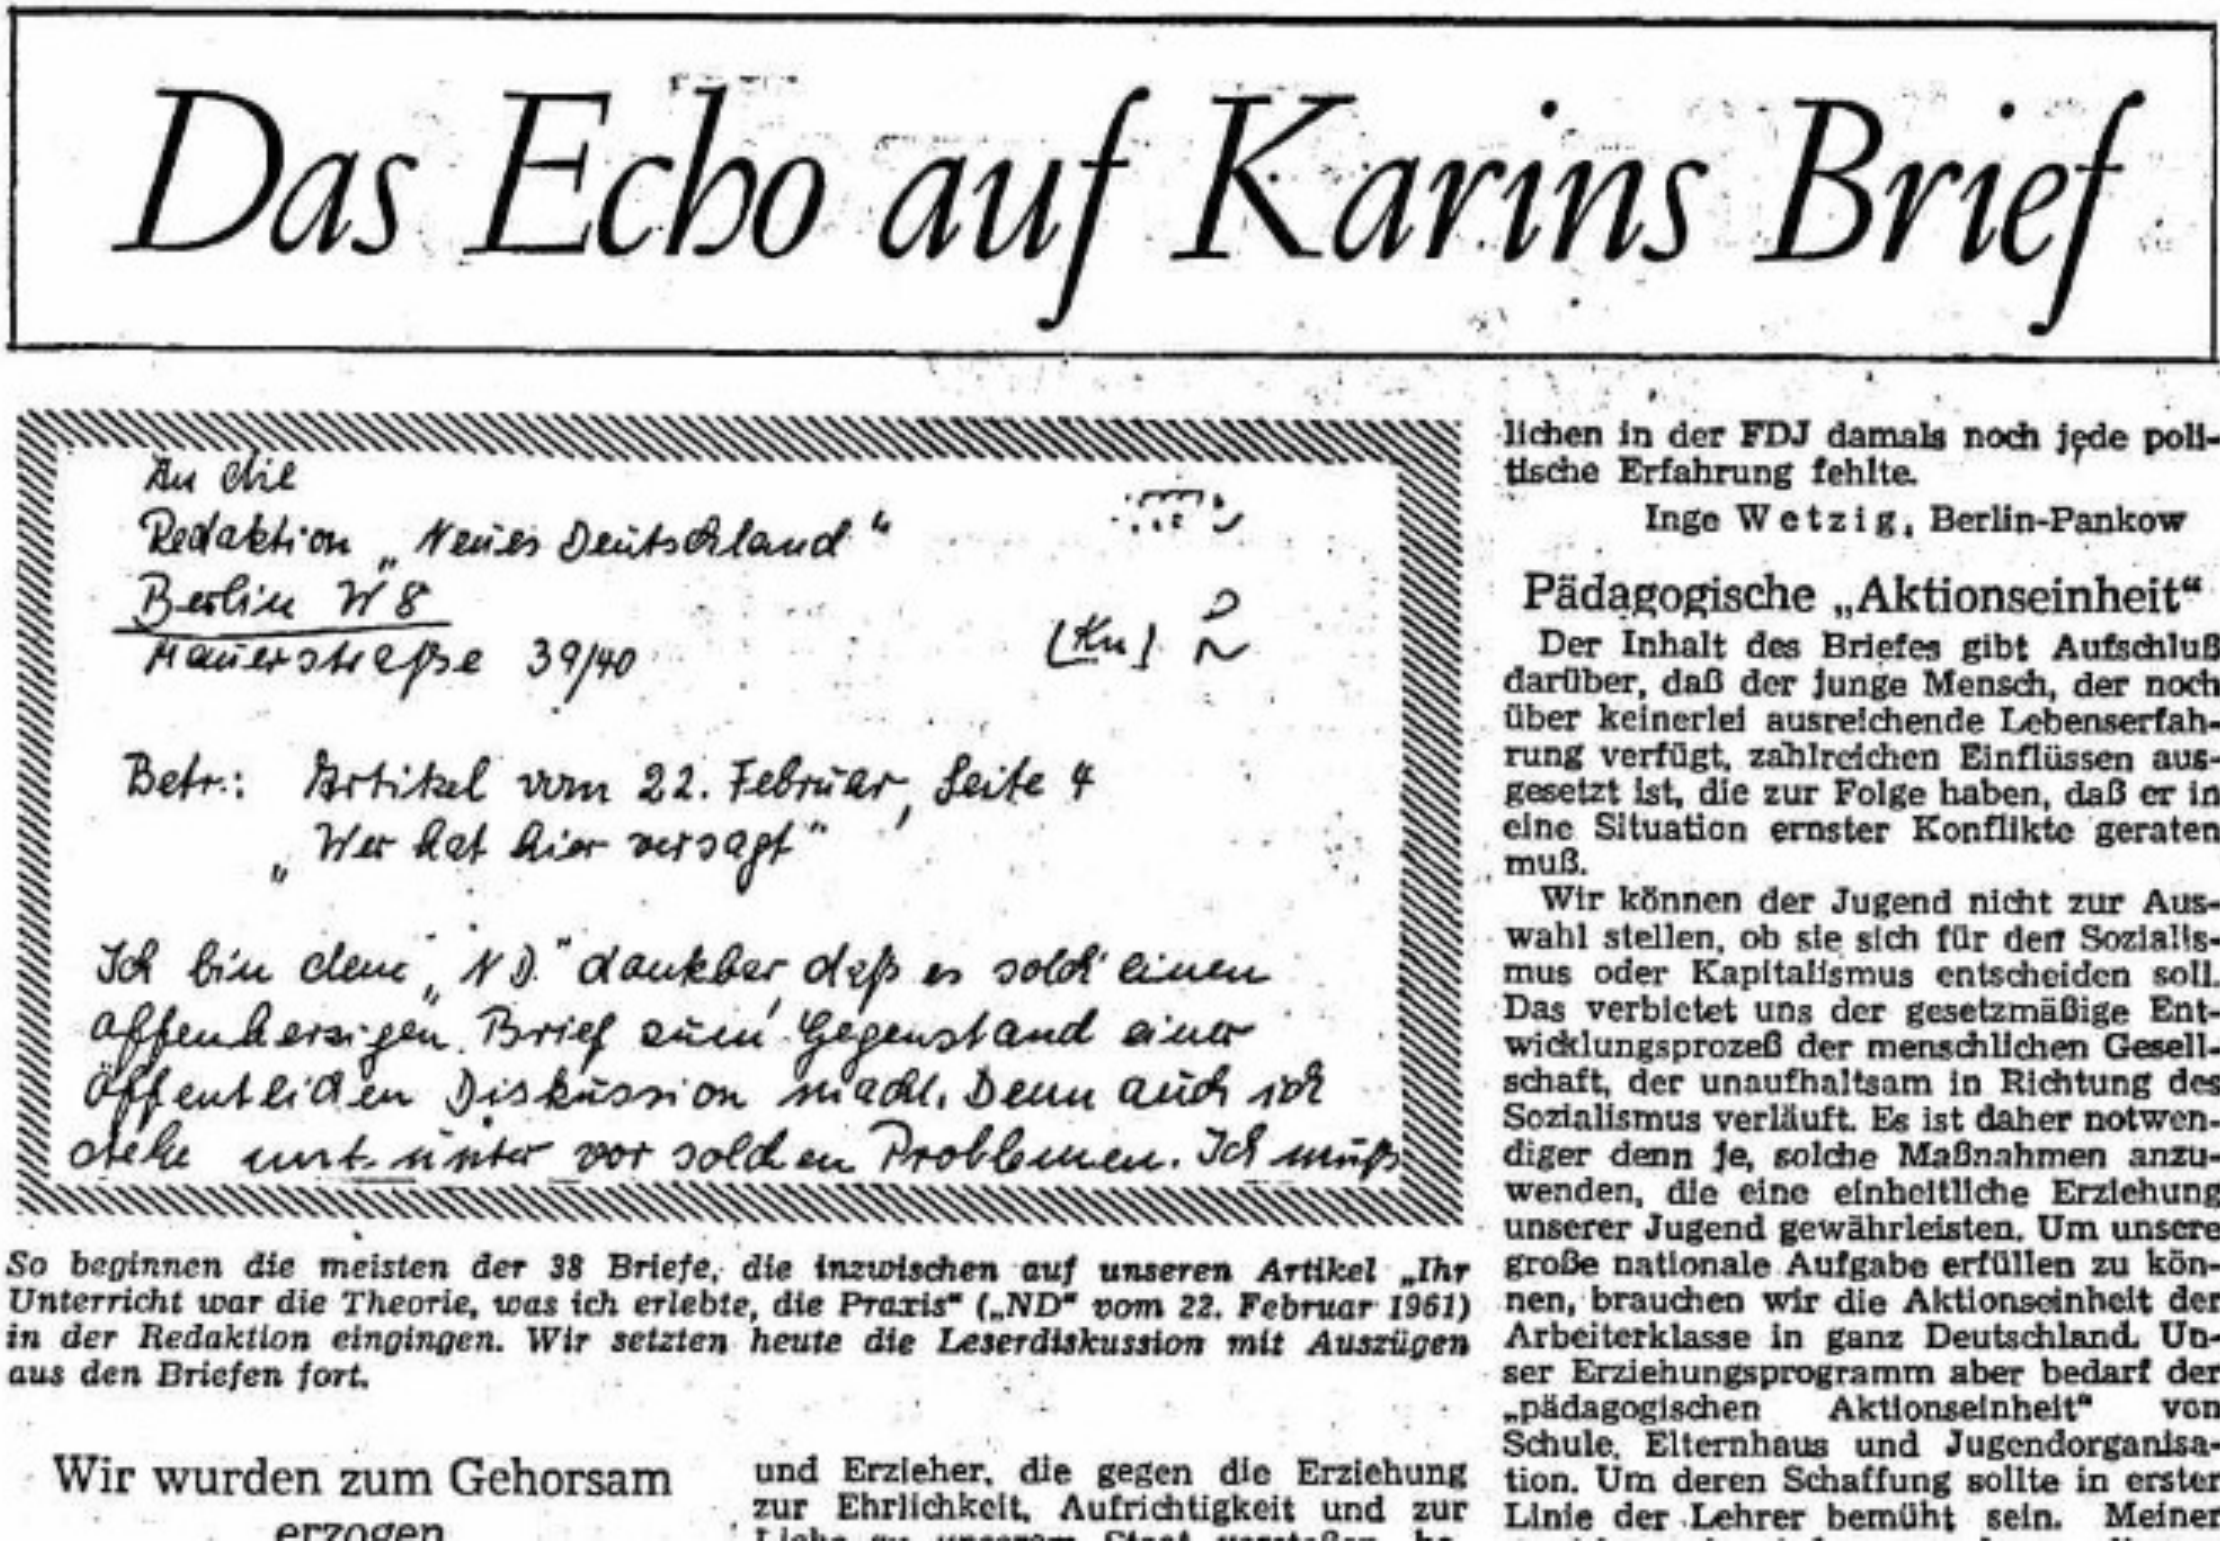 Das Echo auf Karins Brief
An die
Redaktion „Neues Deutschland"
Berlin W 8
Mauerstraße 39/40
[Kn]
Betr.: Artikel vom 22. Februar, Seite 4
„Wer hat hier versagt"
Ich bin dem „ND." dankbar daß es solch einen
offenherzigen Brief zum Gegenstand einer
öffentlichen Diskussion macht. Denn auch ich
stehe mitunter vor solchen Problemen. Ich muß
So beginnen die meisten der 38 Briefe, die inzwischen auf unseren Artikel „Ihr
Unterricht war die Theorie, was ich erlebte, die Praxis" („ND" vom 22. Februar 1961)
in der Redaktion eingingen. Wir setzten heute die Leserdiskussion mit Auszügen
aus den Briefen fort.
Wir wurden zum Gehorsam
erzogen
und Erzieher, die gegen die Erziehung
zur Ehrlichkeit, Aufrichtigkeit und zur
lichen in der FDJ damals noch jede poli-
tische Erfahrung fehlte.
Inge Wetzig, Berlin-Pankow
Pädagogische „Aktionseinheit"
Der Inhalt des Briefes gibt Aufschluß
darüber, daß der junge Mensch, der noch
über keinerlei ausreichende Lebenserfah-
rung verfügt, zahlreichen Einflüssen aus-
gesetzt ist, die zur Folge haben, daß er in
eine Situation ernster Konflikte geraten
muß.
Wir können der Jugend nicht zur Aus-
wahl stellen, ob sie sich für den Sozialis-
mus oder Kapitalismus entscheiden soll.
Das verbietet uns der gesetzmäßige Ent-
wicklungsprozeß der menschlichen Gesell-
schaft, der unaufhaltsam in Richtung des
Sozialismus verläuft. Es ist daher notwen-
diger denn je, solche Maßnahmen anzu-
wenden, die eine einheitliche Erziehung
unserer Jugend gewährleisten. Um unsere
große nationale Aufgabe erfüllen zu kön-
nen, brauchen wir die Aktionseinheit der
Arbeiterklasse in ganz Deutschland. Un-
ser Erziehungsprogramm aber bedarf der
„pädagogischen Aktionseinheit" von
Schule, Elternhaus und Jugendorganisa-
tion. Um deren Schaffung sollte in erster
Linie der Lehrer bemüht sein. Meiner